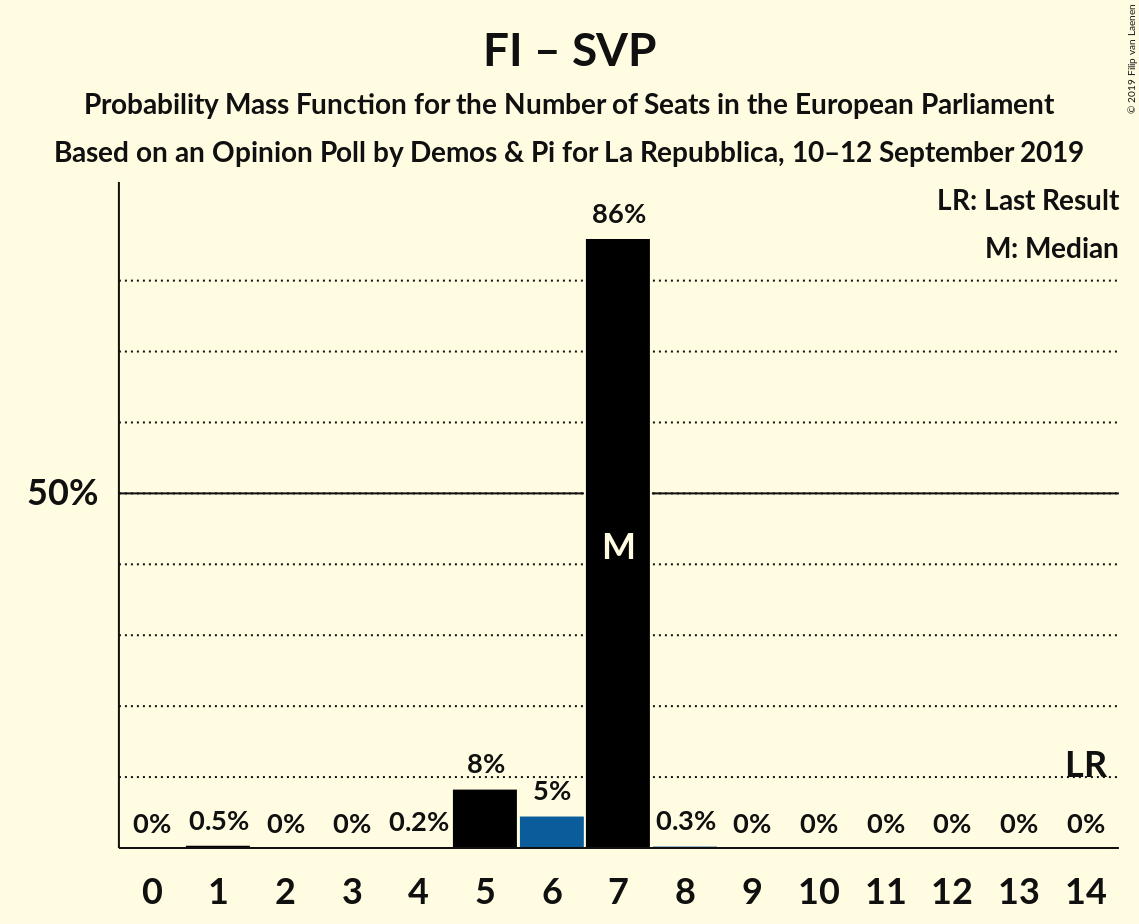 FI – SVP
Probability Mass Function for the Number of Seats in the European Parliament
Based on an Opinion Poll by Demos & Pi for La Repubblica, 10–12 September 2019
© 2019 Filip van Laenen
LR: Last Result
M: Median
86%
50%
M
8%
5%
LR
0% 0.5% 0% 0% 0.2% 0.3% 0% 0% 0% 0% 0% 0%
0 1 2 3 4 5 6 7 8 9 10 11 12 13 14